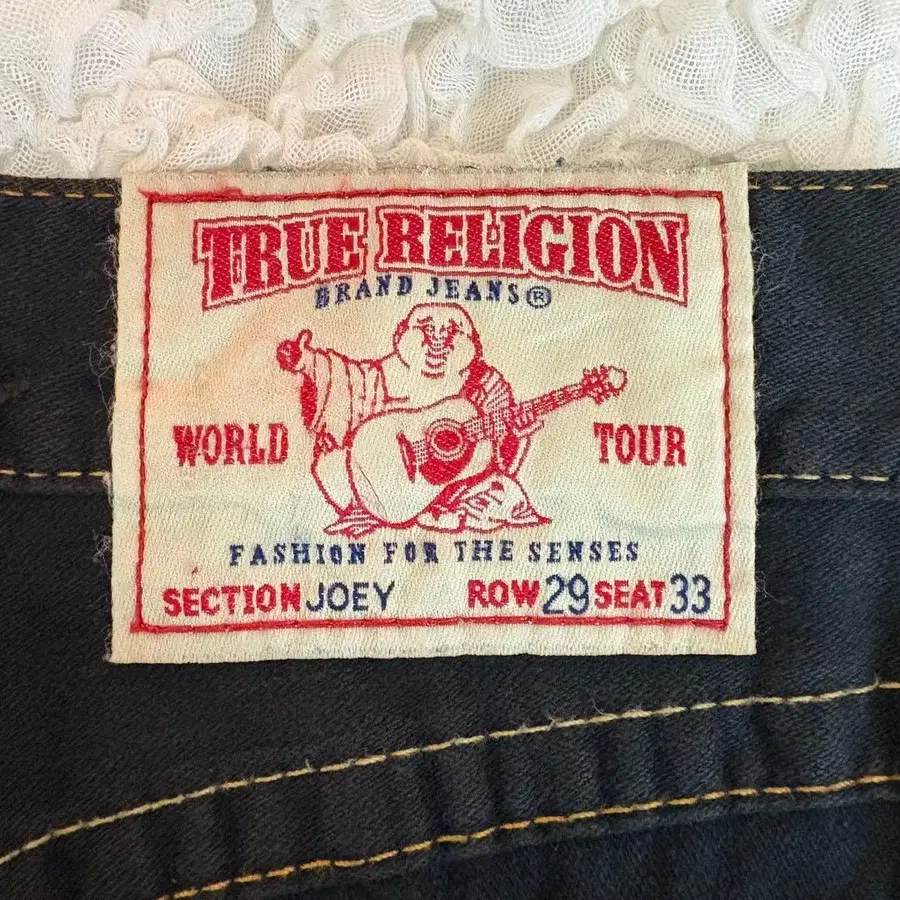 TRUE RELIGION
BRAND JEANS®
WORLD TOUR
FASHION FOR THE SENSES
SECTION JOEY ROW 29 SEAT 33